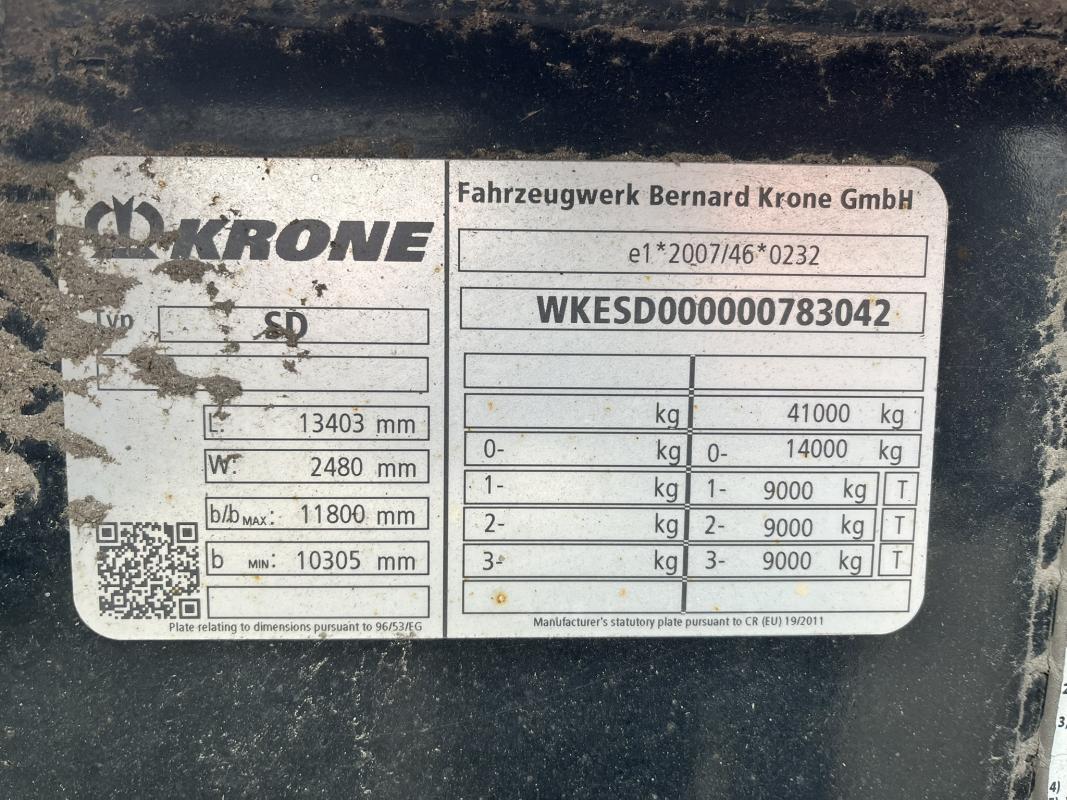 KRONE
Typ SD
L: 13403 mm
W: 2480 mm
b/b MAX: 11800 mm
b MIN: 10305 mm
Plate relating to dimensions pursuant to 96/53/EG
Fahrzeugwerk Bernard Krone GmbH
e1*2007/46*0232
WKESD000000783042
kg 41000 kg
0- kg 0- 14000 kg
1- kg 1- 9000 kg T
2- kg 2- 9000 kg T
3- kg 3- 9000 kg T
Manufacturer's statutory plate pursuant to CR (EU) 19/2011
3/
4)